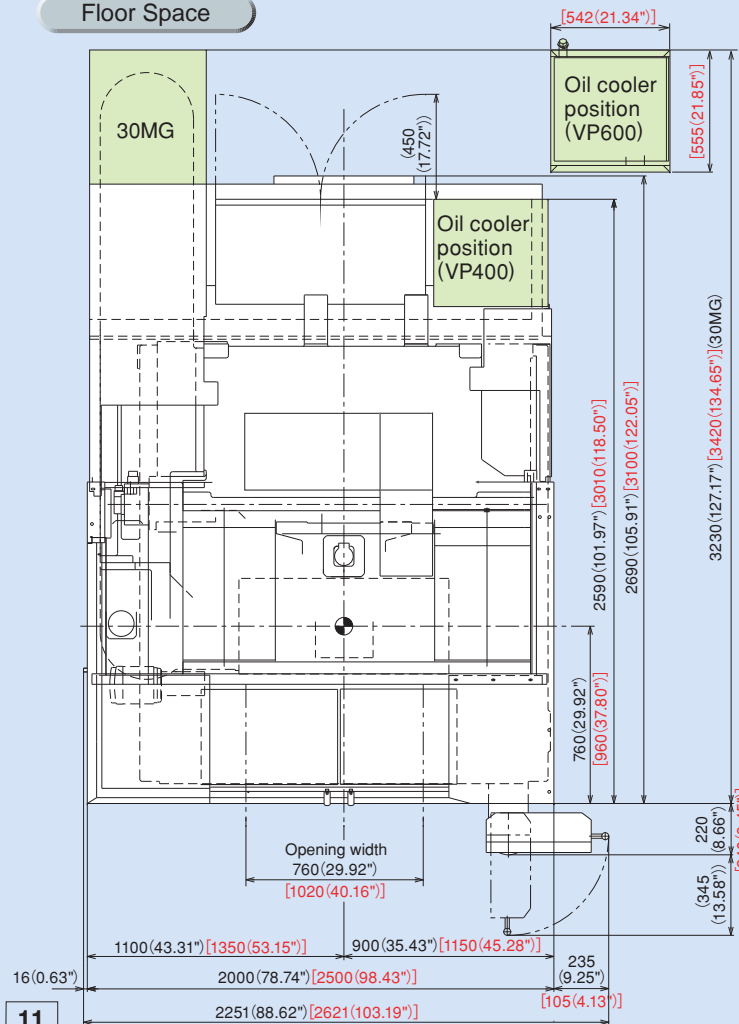 Floor Space
[542(21.34")]
Oil cooler
position
(VP600)
[555(21.85")]
30MG
(450
(17.72"))
Oil cooler
position
(VP400)
2590(101.97")[3010(118.50")]
2690(105.91")[3100(122.05")]
3230(127.17")[3420(134.65")](30MG)
760(29.92")
[960(37.80")]
220
(8.66")
(345
(13.58"))
Opening width
760(29.92")
[1020(40.16")]
1100(43.31")[1350(53.15")]
900(35.43")[1150(45.28")]
16(0.63")
2000(78.74")[2500(98.43")]
235
(9.25")
[105(4.13")]
2251(88.62")[2621(103.19")]
11